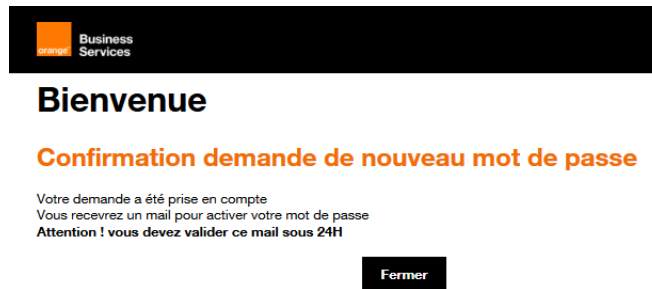 orange
Business
Services
Bienvenue
Confirmation demande de nouveau mot de passe
Votre demande a été prise en compte
Vous recevrez un mail pour activer votre mot de passe
Attention ! vous devez valider ce mail sous 24H
Fermer